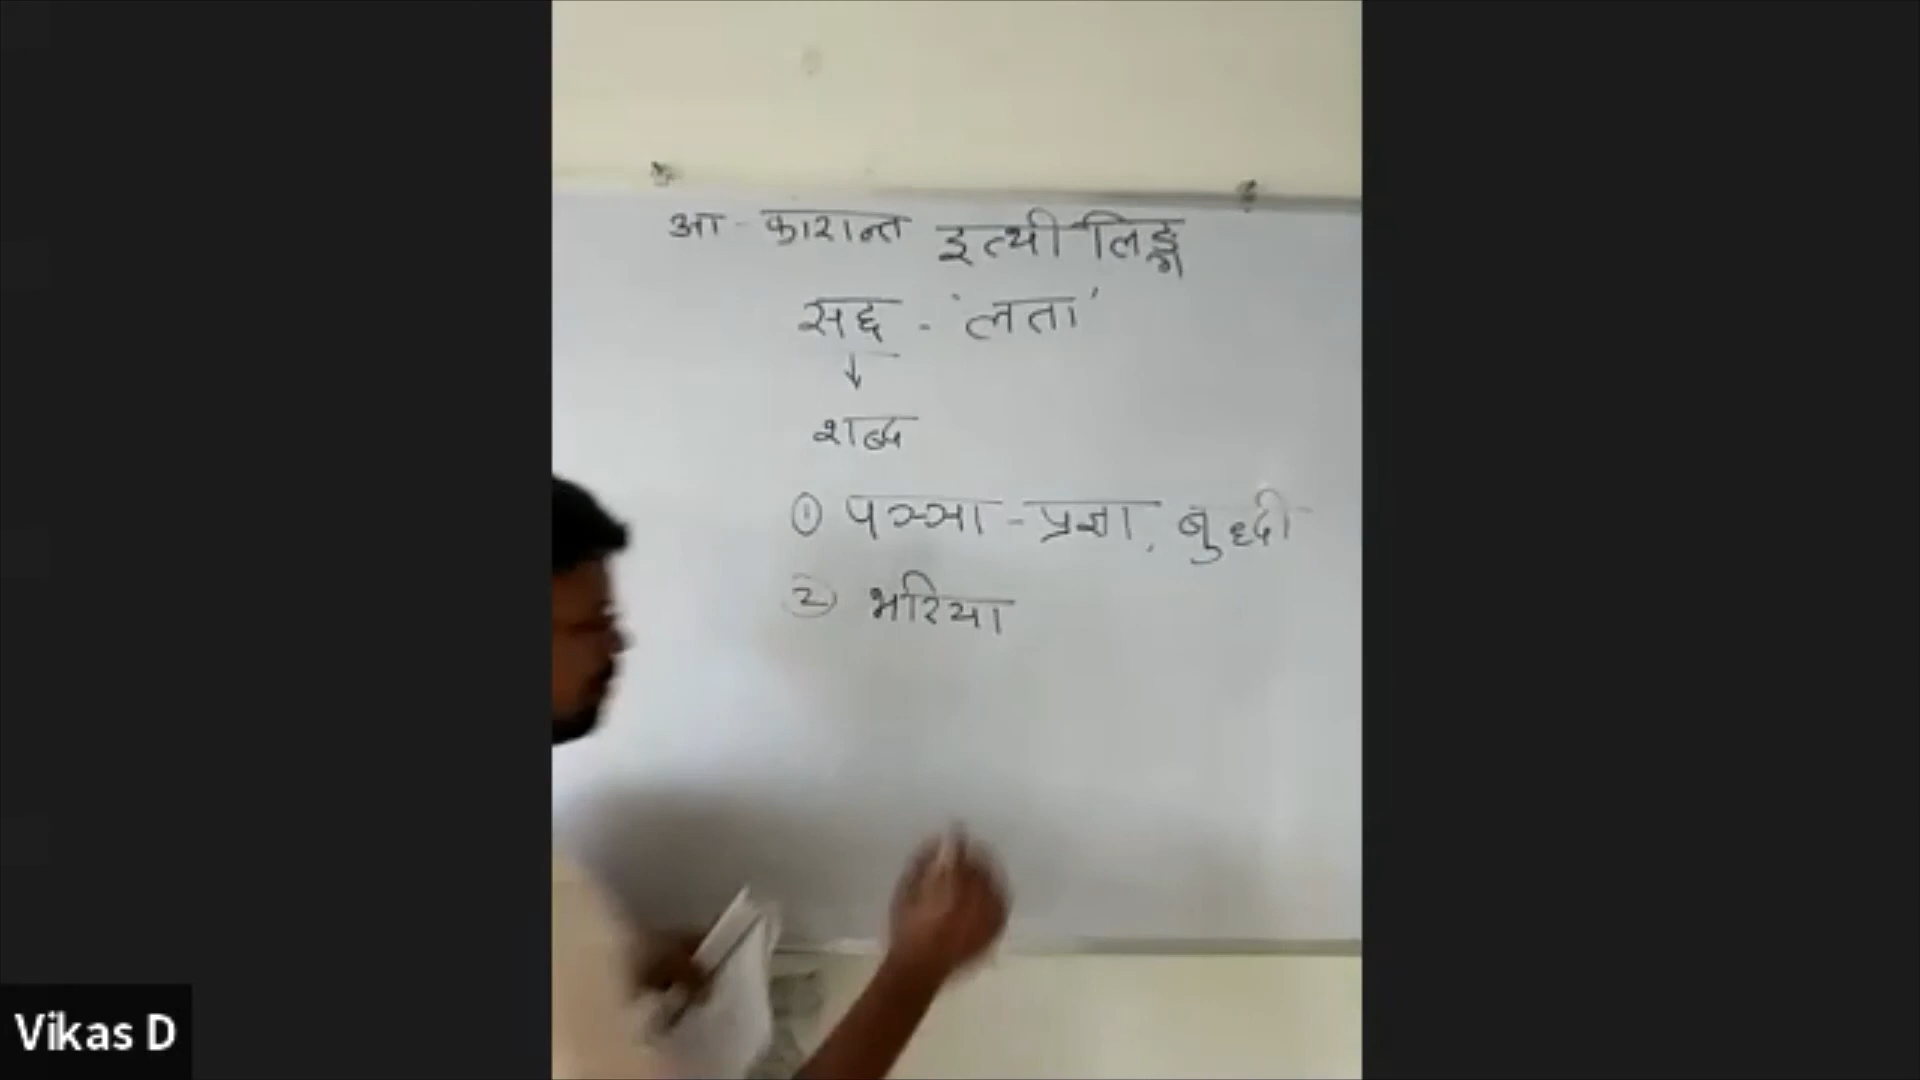 आ - कारान्त इत्थीलिङ्ग
सद्द - 'लता'
↓
शब्द
① पञ्ञा - प्रज्ञा, बुध्दी
② भरिया
Vikas D